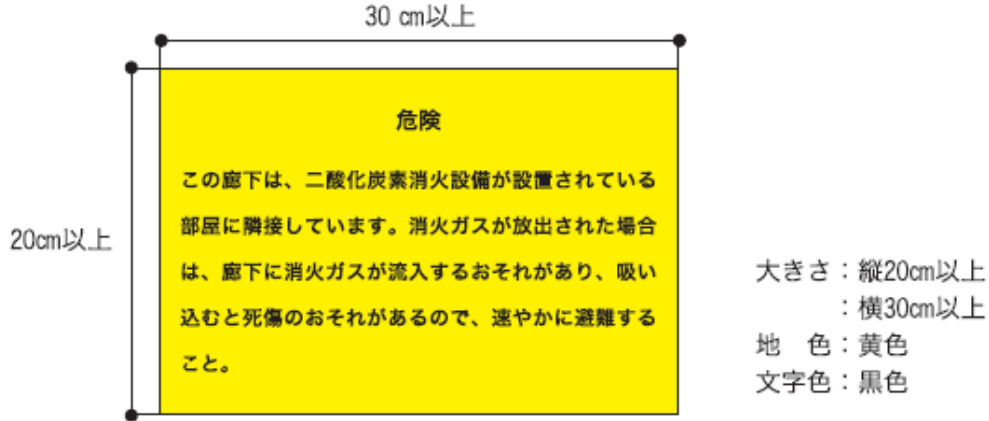 30 cm以上
20cm以上
危険
この廊下は、二酸化炭素消火設備が設置されている
部屋に隣接しています。消火ガスが放出された場合
は、廊下に消火ガスが流入するおそれがあり、吸い
込むと死傷のおそれがあるので、速やかに避難する
こと。
大きさ：縦20cm以上
：横30cm以上
地　色：黄色
文字色：黒色